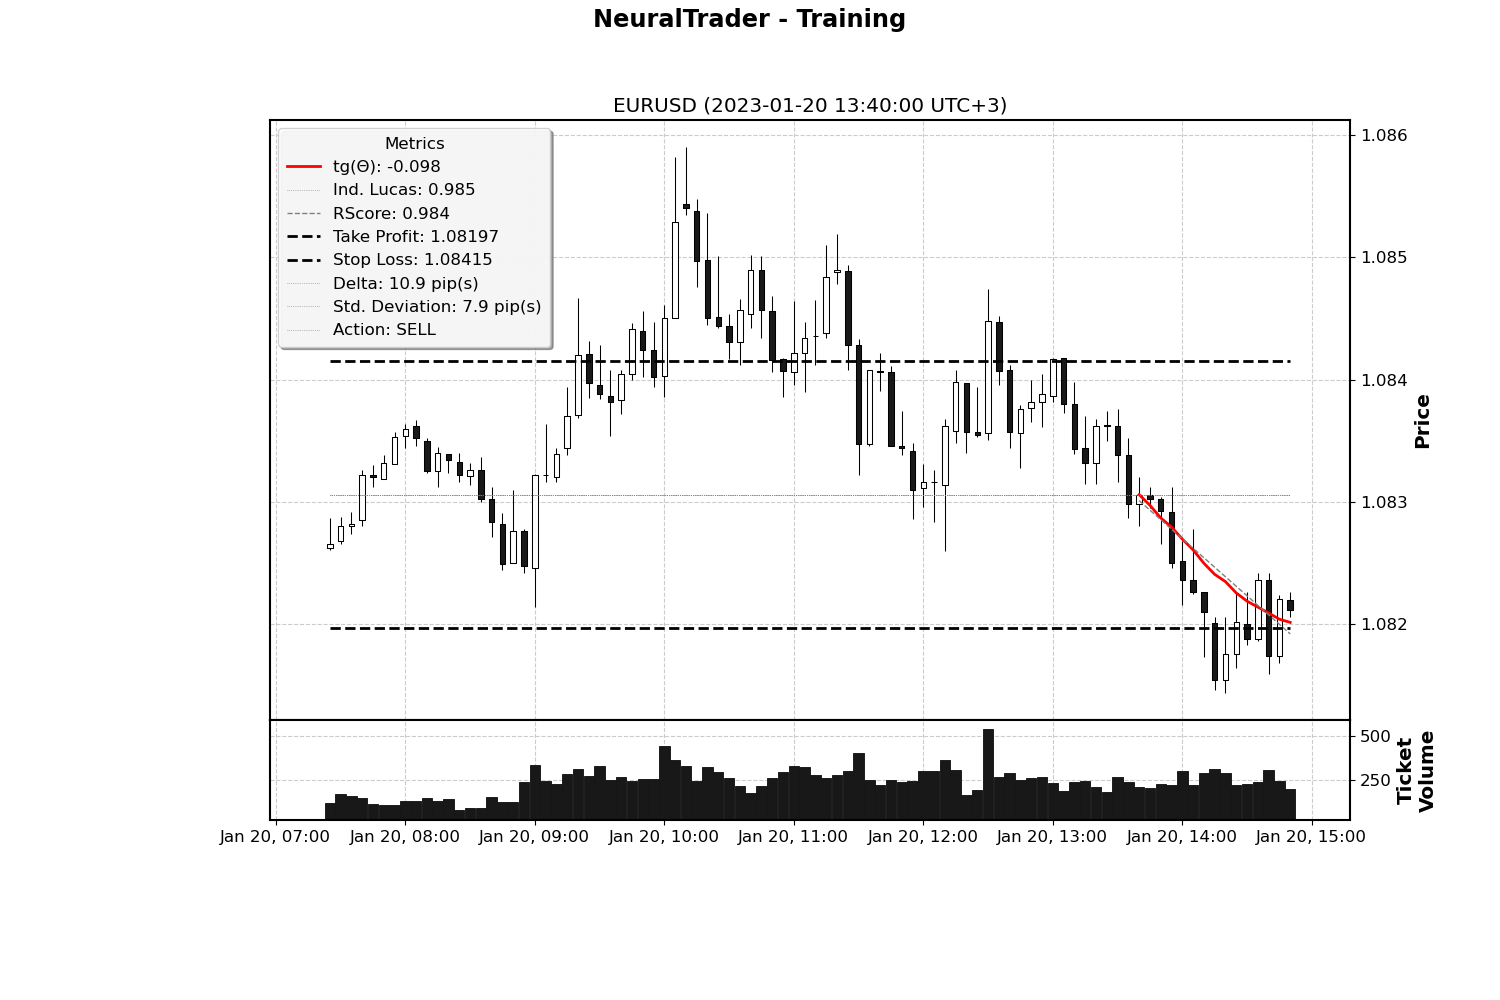 NeuralTrader - Training
EURUSD (2023-01-20 13:40:00 UTC+3)
Metrics
tg(Θ): -0.098
Ind. Lucas: 0.985
RScore: 0.984
Take Profit: 1.08197
Stop Loss: 1.08415
Delta: 10.9 pip(s)
Std. Deviation: 7.9 pip(s)
Action: SELL
1.086
1.085
1.084
1.083
1.082
Price
500
250
Ticket
Volume
Jan 20, 07:00 Jan 20, 08:00 Jan 20, 09:00 Jan 20, 10:00 Jan 20, 11:00 Jan 20, 12:00 Jan 20, 13:00 Jan 20, 14:00 Jan 20, 15:00